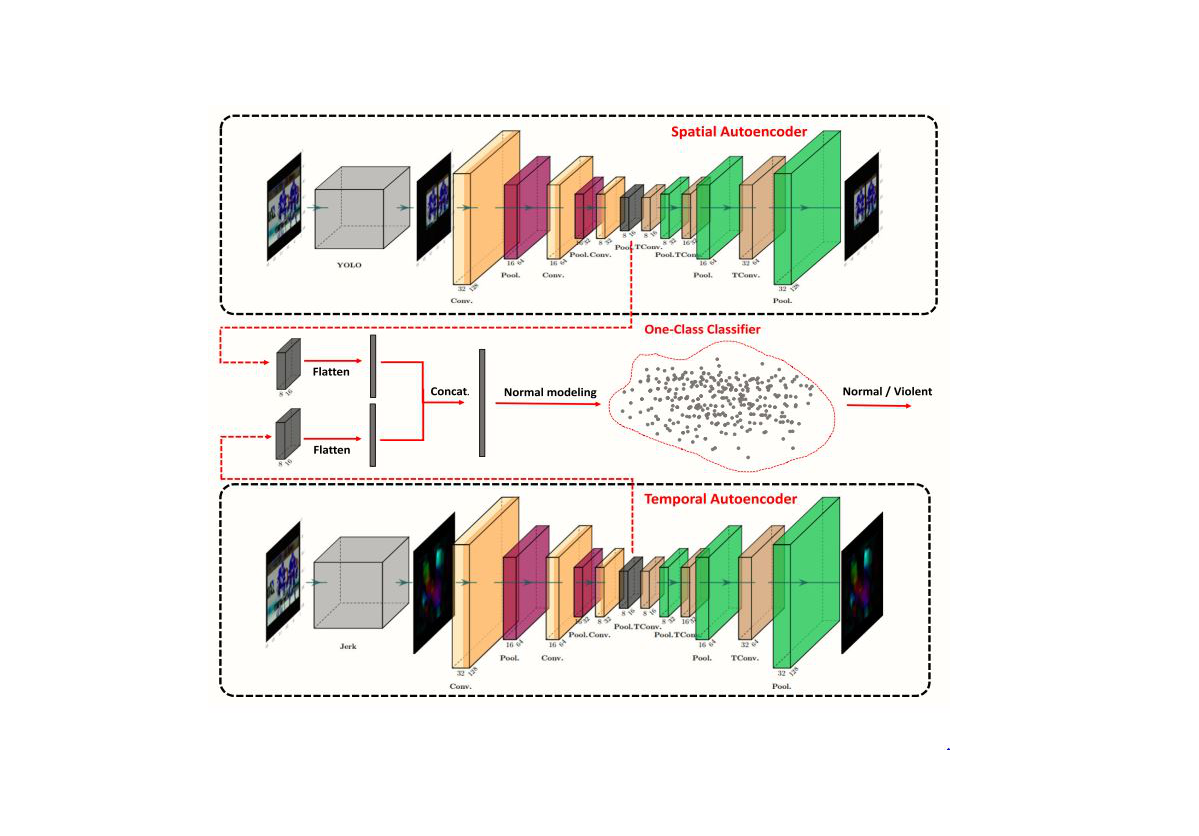 Spatial Autoencoder
YOLO
32 128
Conv.
16 64
Pool.
16 64
Conv.
16 32
Pool.
8 32
Conv.
8 16
Pool.
8 16
TConv.
8 32
Pool.
16 32
TConv.
16 64
Pool.
32 64
TConv.
32 128
Pool.
One-Class Classifier
8 16
Flatten
Concat.
Normal modeling
Normal / Violent
8 16
Flatten
Temporal Autoencoder
Jerk
32 128
Conv.
16 64
Pool.
16 64
Conv.
16 32
Pool.
8 32
Conv.
8 16
Pool.
8 16
TConv.
8 32
Pool.
16 32
TConv.
16 64
Pool.
32 64
TConv.
32 128
Pool.